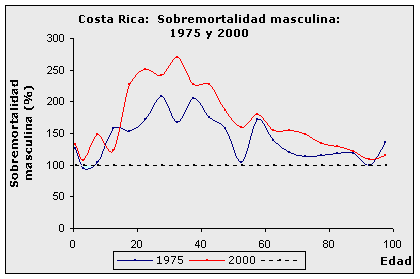 Costa Rica: Sobremortalidad masculina:
1975 y 2000
Sobremortalidad
masculina (%)
300
250
200
150
100
50
0
0 20 40 60 80 100
Edad
1975 2000